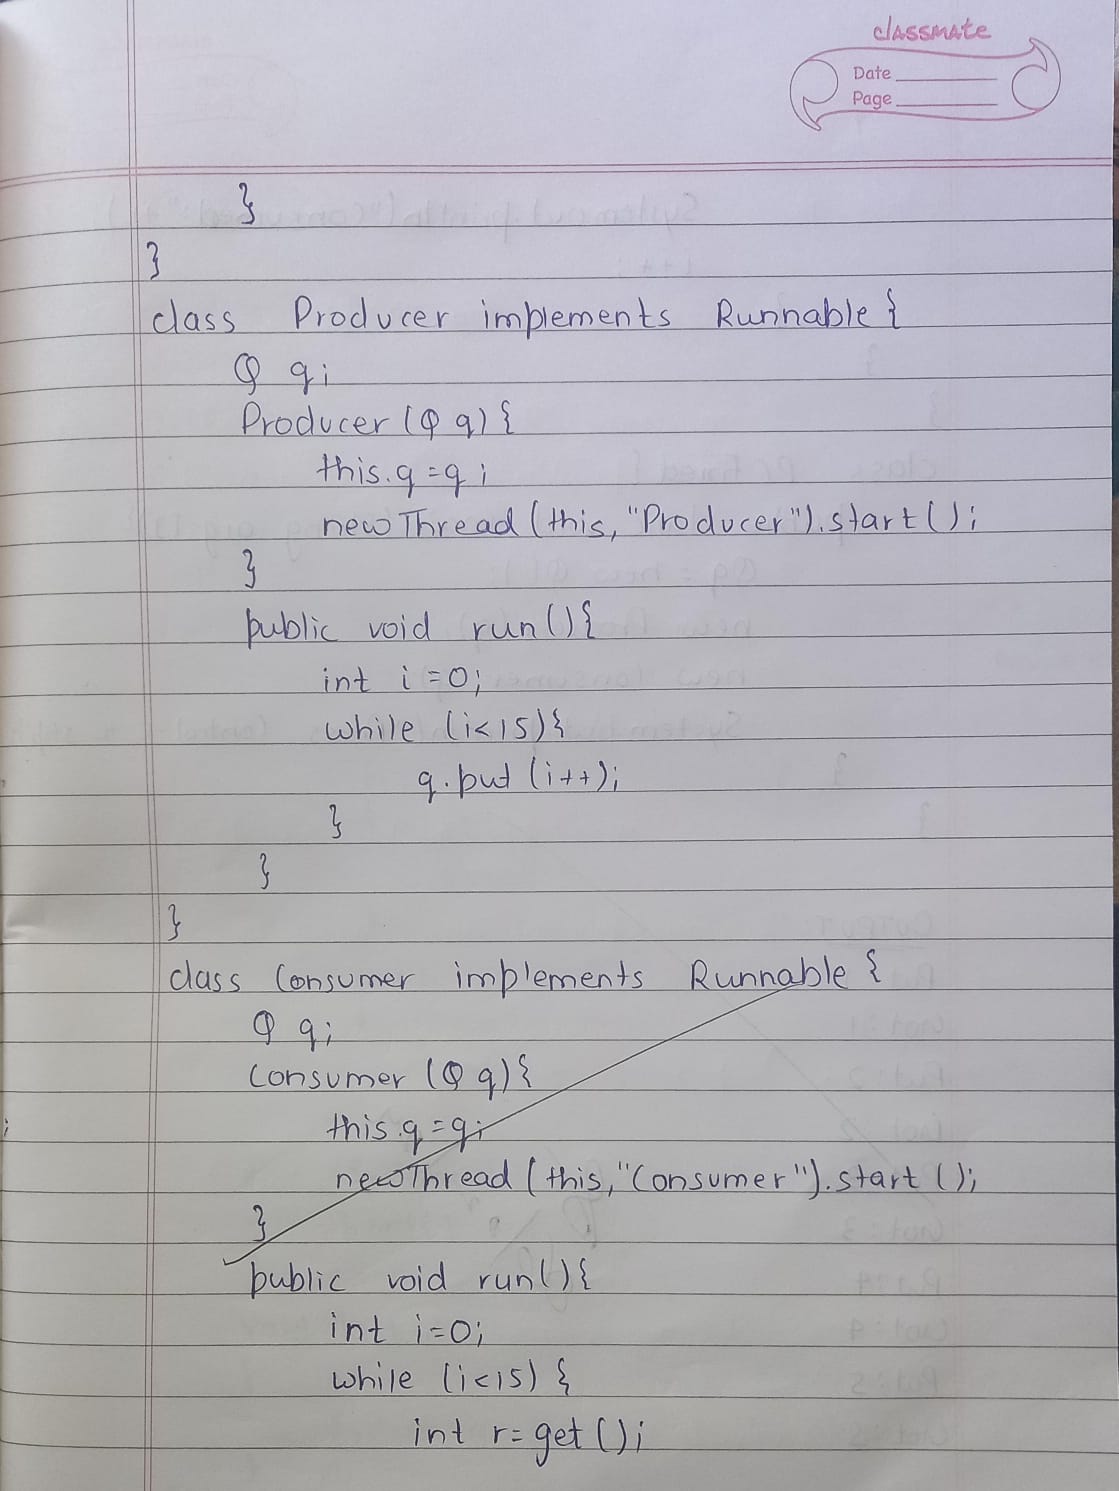 classmate
Date
Page
}
}
class Producer implements Runnable {
Q q;
Producer (Q q) {
this.q = q;
new Thread (this, "Producer").start();
}
public void run() {
int i = 0;
while (i<15) {
q.put (i++);
}
}
}
class Consumer implements Runnable {
Q q;
Consumer (Q q) {
this.q = q;
new Thread (this, "Consumer").start();
}
public void run() {
int i=0;
while (i<15) {
int r = get ();